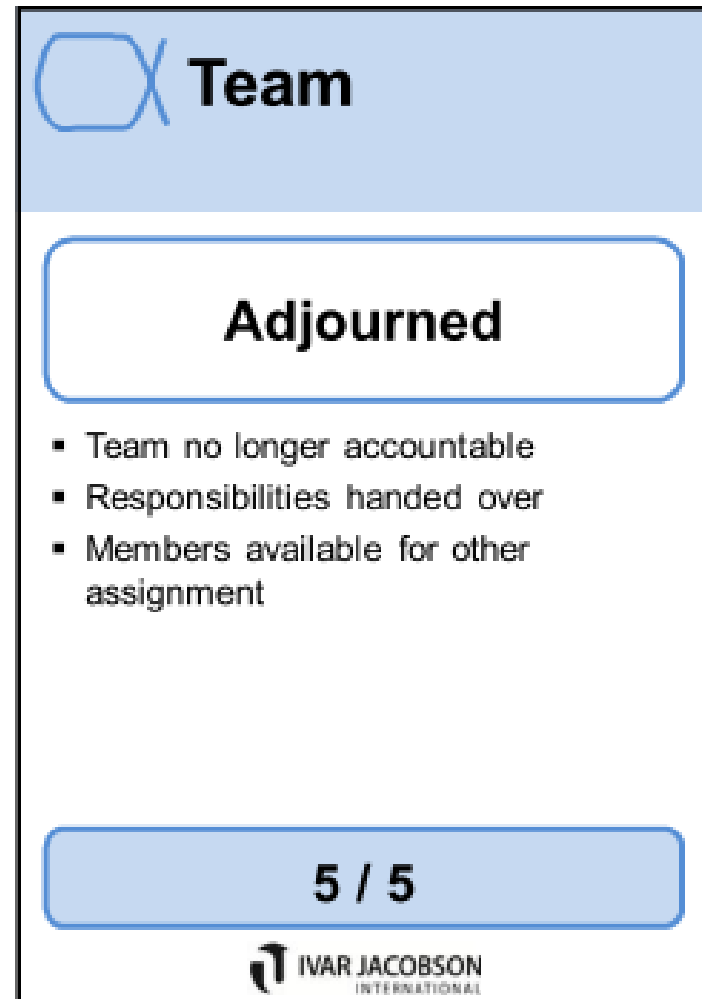 Team
Adjourned
▪ Team no longer accountable
▪ Responsibilities handed over
▪ Members available for other
assignment
5 / 5
IVAR JACOBSON
INTERNATIONAL